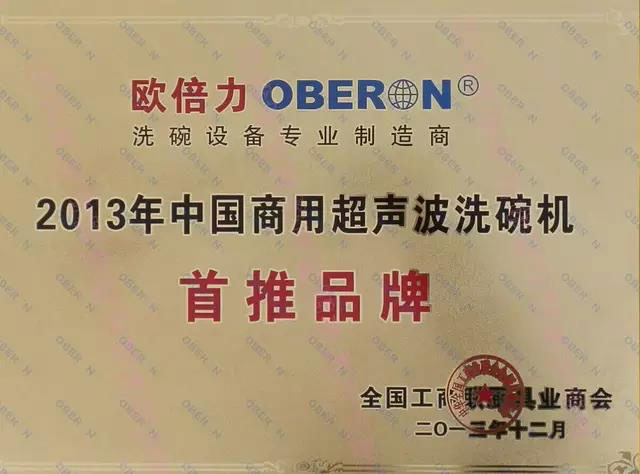 欧倍力 OBERON®
洗碗设备专业制造商
2013年中国商用超声波洗碗机
首推品牌
全国工商联厨具业商会
二〇一三年十二月